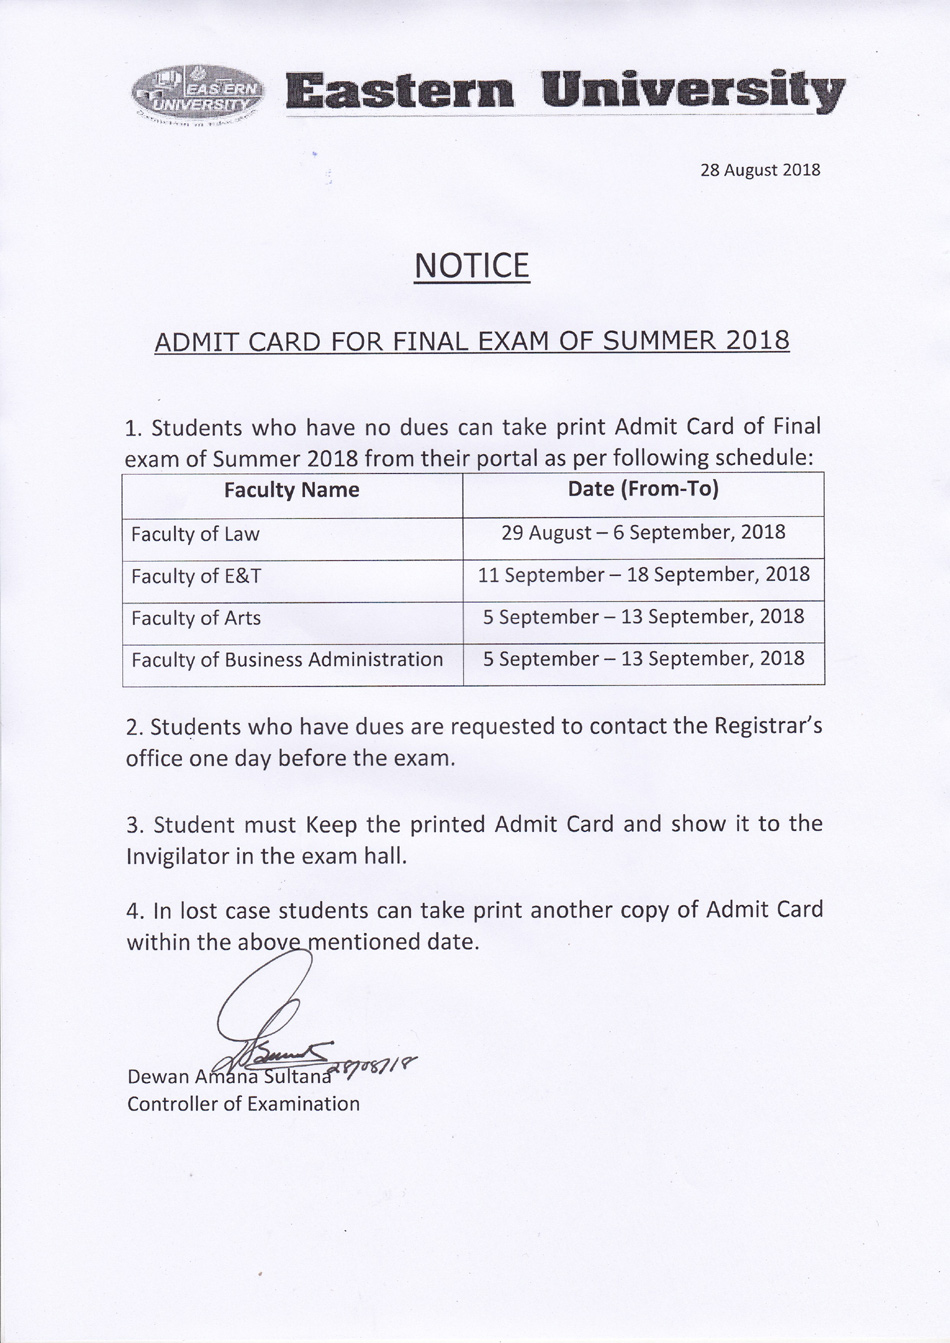 EASTERN
UNIVERSITY
Eastern University
28 August 2018
NOTICE
ADMIT CARD FOR FINAL EXAM OF SUMMER 2018
1. Students who have no dues can take print Admit Card of Final
exam of Summer 2018 from their portal as per following schedule:
Faculty Name Date (From-To)
Faculty of Law 29 August – 6 September, 2018
Faculty of E&T 11 September – 18 September, 2018
Faculty of Arts 5 September – 13 September, 2018
Faculty of Business Administration 5 September – 13 September, 2018
2. Students who have dues are requested to contact the Registrar's
office one day before the exam.
3. Student must Keep the printed Admit Card and show it to the
Invigilator in the exam hall.
4. In lost case students can take print another copy of Admit Card
within the above mentioned date.
28/08/18
Dewan Amana Sultana
Controller of Examination